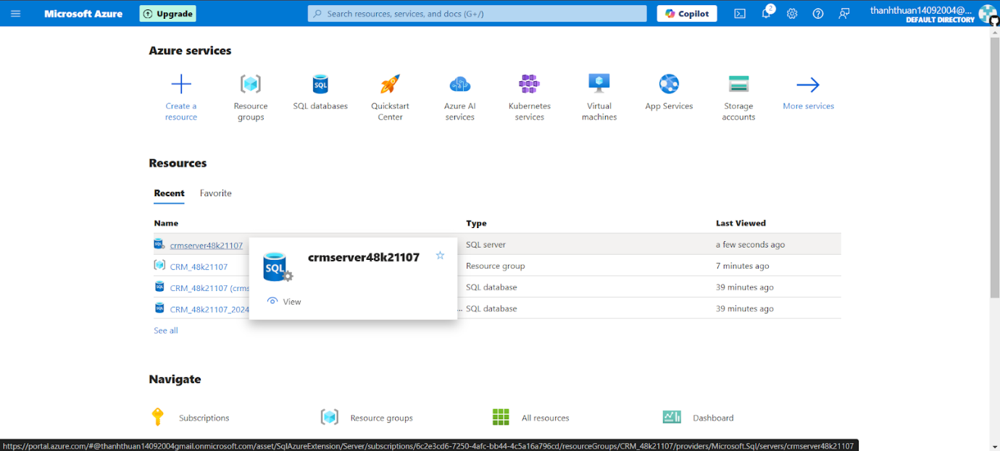 Microsoft Azure
Upgrade
Search resources, services, and docs (G+/)
Copilot
2
thanhthuan14092004@...
DEFAULT DIRECTORY
Azure services
Create a
resource
Resource
groups
SQL databases
Quickstart
Center
Azure AI
services
Kubernetes
services
Virtual
machines
App Services
Storage
accounts
More services
Resources
Recent
Favorite
Name
Type
Last Viewed
crmserver48k21107
SQL server
a few seconds ago
crmserver48k21107
View
CRM_48k21107
Resource group
7 minutes ago
CRM_48k21107 (crms
SQL database
39 minutes ago
CRM_48k21107_2024
... SQL database
39 minutes ago
See all
Navigate
Subscriptions
Resource groups
All resources
Dashboard
https://portal.azure.com/#@thanhthuan14092004gmail.onmicrosoft.com/asset/SqlAzureExtension/Server/subscriptions/6c2e3cd6-7250-4afc-bb44-4c5a16a796cd/resourceGroups/CRM_48k21107/providers/Microsoft.Sql/servers/crmserver48k21107